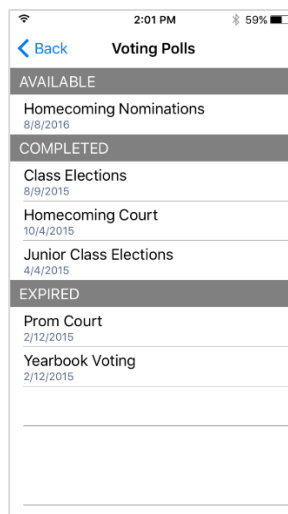 2:01 PM 59%
Back Voting Polls
AVAILABLE
Homecoming Nominations
8/8/2016
COMPLETED
Class Elections
8/9/2015
Homecoming Court
10/4/2015
Junior Class Elections
4/4/2015
EXPIRED
Prom Court
2/12/2015
Yearbook Voting
2/12/2015